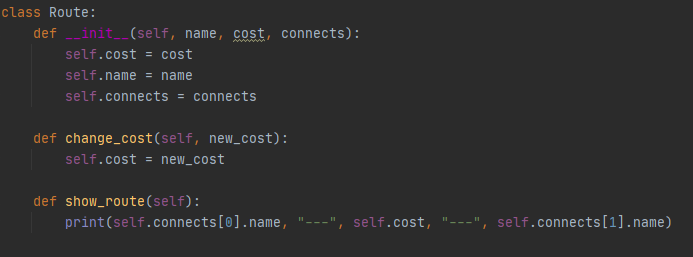 class Route:
    def __init__(self, name, cost, connects):
        self.cost = cost
        self.name = name
        self.connects = connects

    def change_cost(self, new_cost):
        self.cost = new_cost

    def show_route(self):
        print(self.connects[0].name, "---", self.cost, "---", self.connects[1].name)